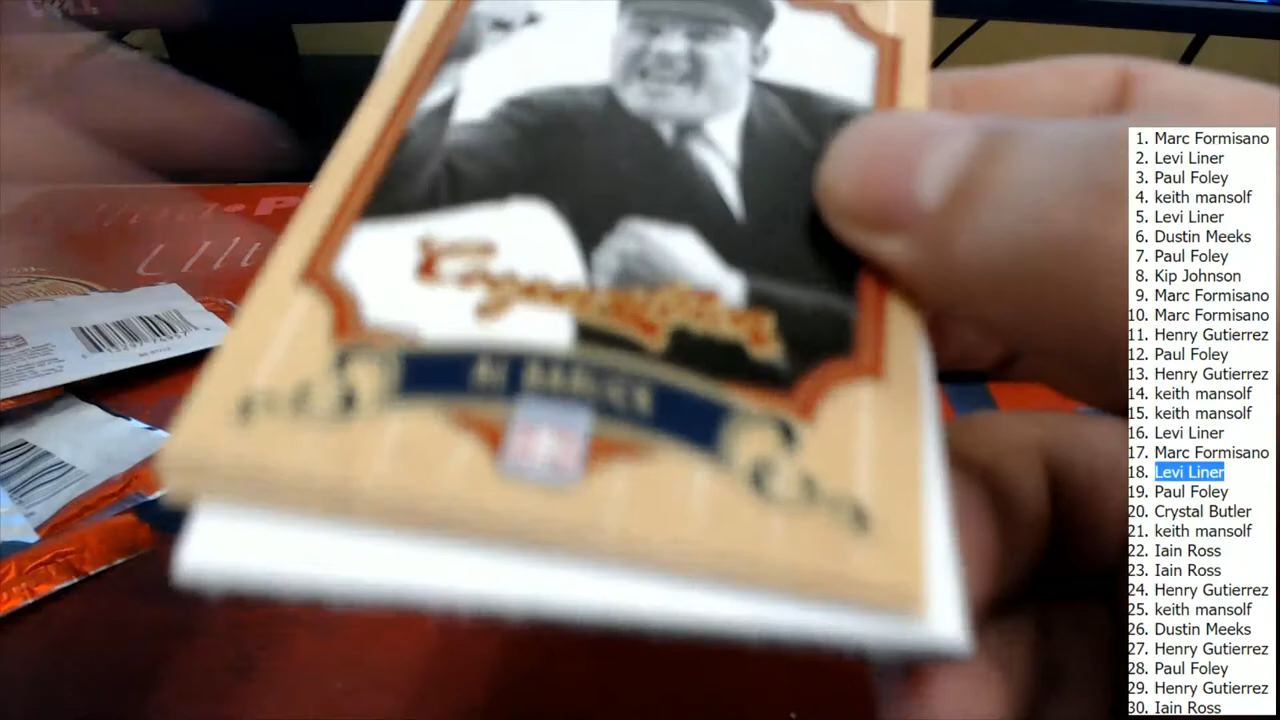 Cooperstown
AL BARLICK
1. Marc Formisano
2. Levi Liner
3. Paul Foley
4. keith mansolf
5. Levi Liner
6. Dustin Meeks
7. Paul Foley
8. Kip Johnson
9. Marc Formisano
10. Marc Formisano
11. Henry Gutierrez
12. Paul Foley
13. Henry Gutierrez
14. keith mansolf
15. keith mansolf
16. Levi Liner
17. Marc Formisano
18. Levi Liner
19. Paul Foley
20. Crystal Butler
21. keith mansolf
22. Iain Ross
23. Iain Ross
24. Henry Gutierrez
25. keith mansolf
26. Dustin Meeks
27. Henry Gutierrez
28. Paul Foley
29. Henry Gutierrez
30. Iain Ross